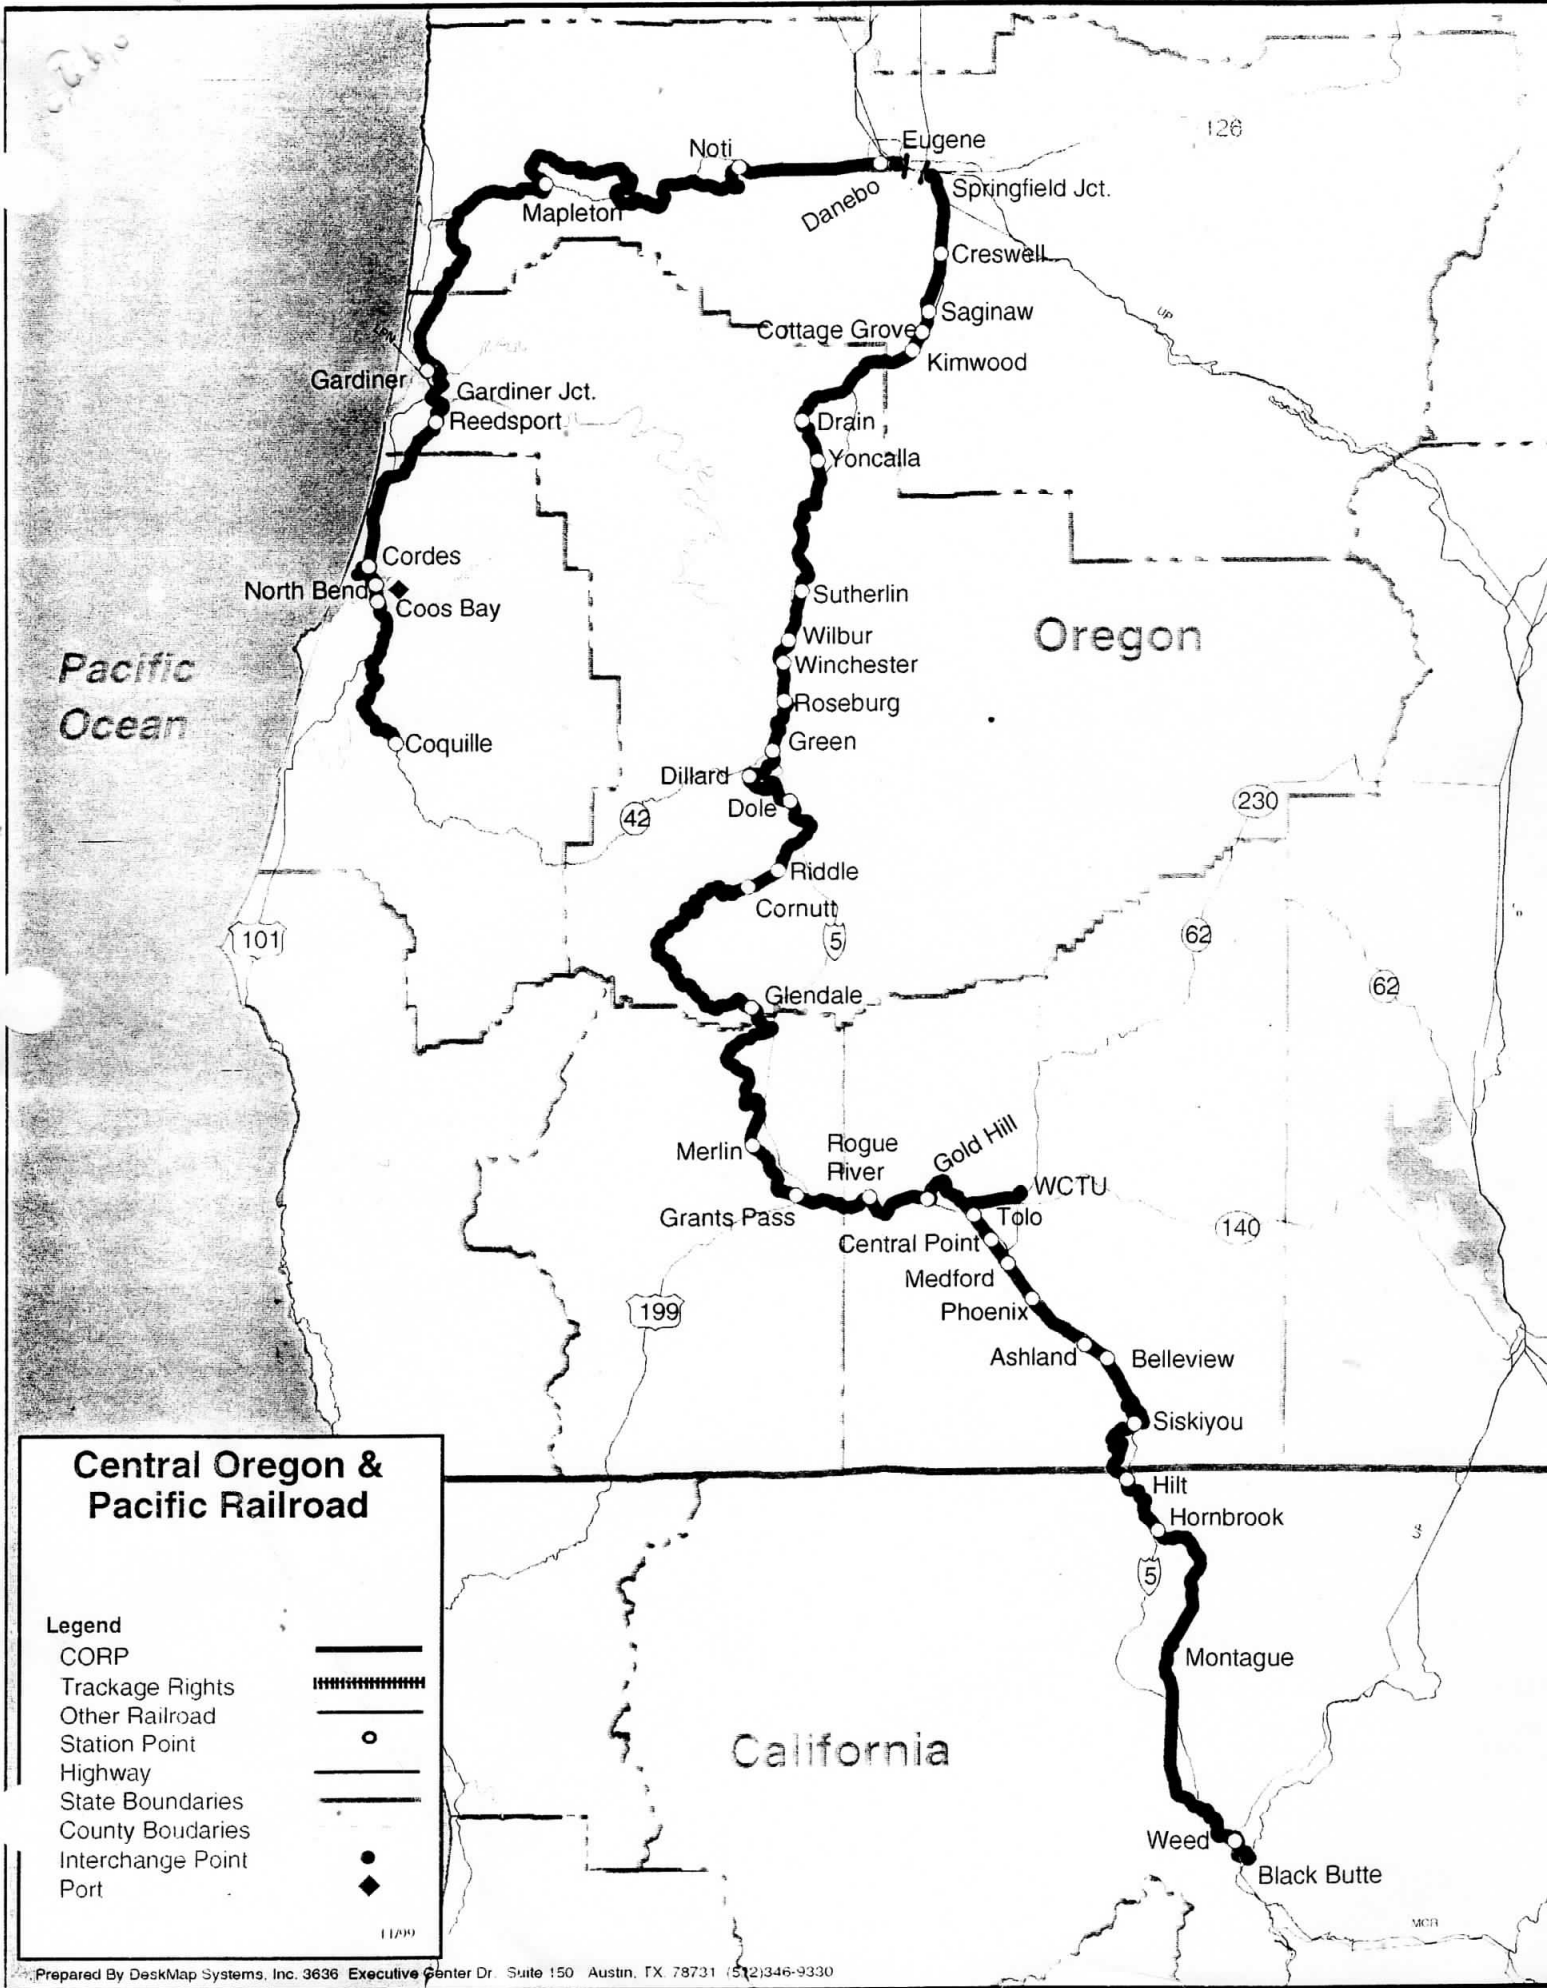 126
Noti
Eugene
Danebo
Springfield Jct.
Mapleton
Creswell
UP
Saginaw
Cottage Grove
Kimwood
LPN
Gardiner
Gardiner Jct.
Reedsport
Drain
Yoncalla
Cordes
North Bend
Coos Bay
Sutherlin
Wilbur
Oregon
Winchester
Pacific
Ocean
Roseburg
Green
Coquille
Dillard
Dole
42
230
Riddle
Cornutt
101
5
62
62
Glendale
Merlin
Rogue
River
Gold Hill
WCTU
Grants Pass
Tolo
Central Point
140
Medford
199
Phoenix
Ashland
Belleview
Siskiyou
Hilt
Hornbrook
5
Montague
California
Weed
Black Butte
MCR
Central Oregon &
Pacific Railroad
Legend
CORP
Trackage Rights
Other Railroad
Station Point
Highway
State Boundaries
County Boudaries
Interchange Point
Port
11/99
Prepared By DeskMap Systems, Inc. 3636 Executive Center Dr. Suite 150 Austin, TX 78731 (512)346-9330